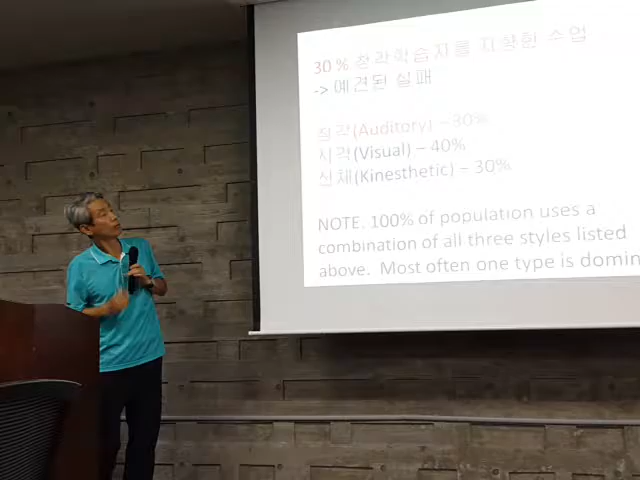 30 % 청각학습자를 지향한 수업
-> 예견된 실패
청각(Auditory) – 30%
시각(Visual) – 40%
신체(Kinesthetic) – 30%
NOTE. 100% of population uses a
combination of all three styles listed
above. Most often one type is domin